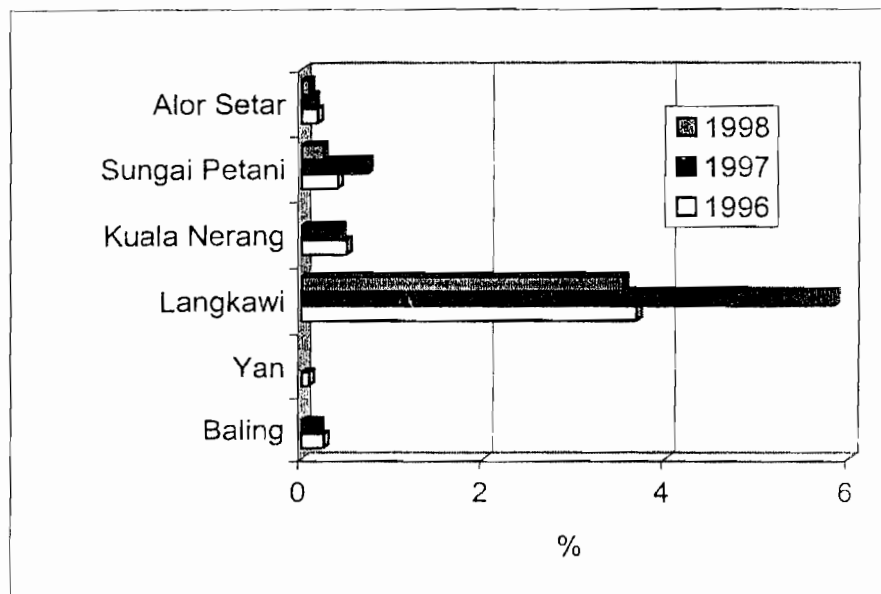 Alor Setar
Sungai Petani
Kuala Nerang
Langkawi
Yan
Baling
1998
1997
1996
0 2 4 6
%